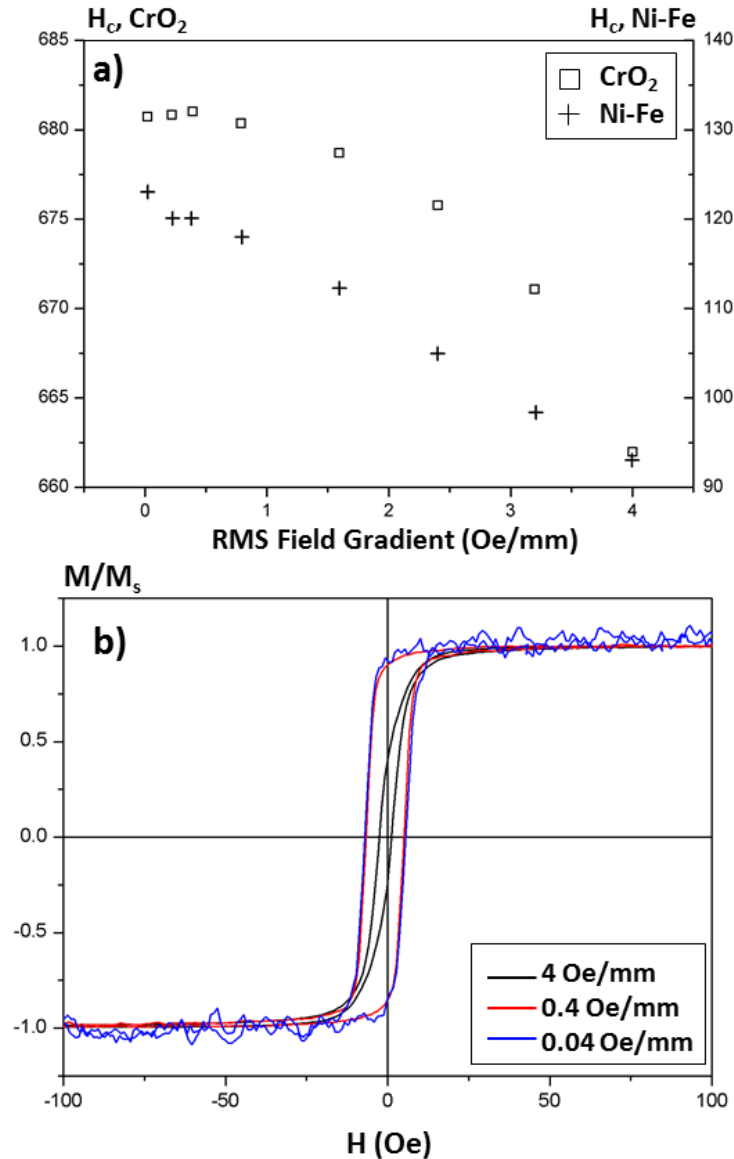 H_c, CrO_2 H_c, Ni-Fe
a)
CrO_2
Ni-Fe
685
680
675
670
665
660
140
130
120
110
100
90
0 1 2 3 4
RMS Field Gradient (Oe/mm)
M/M_s
b)
1.0
0.5
0.0
-0.5
-1.0
4 Oe/mm
0.4 Oe/mm
0.04 Oe/mm
-100 -50 0 50 100
H (Oe)